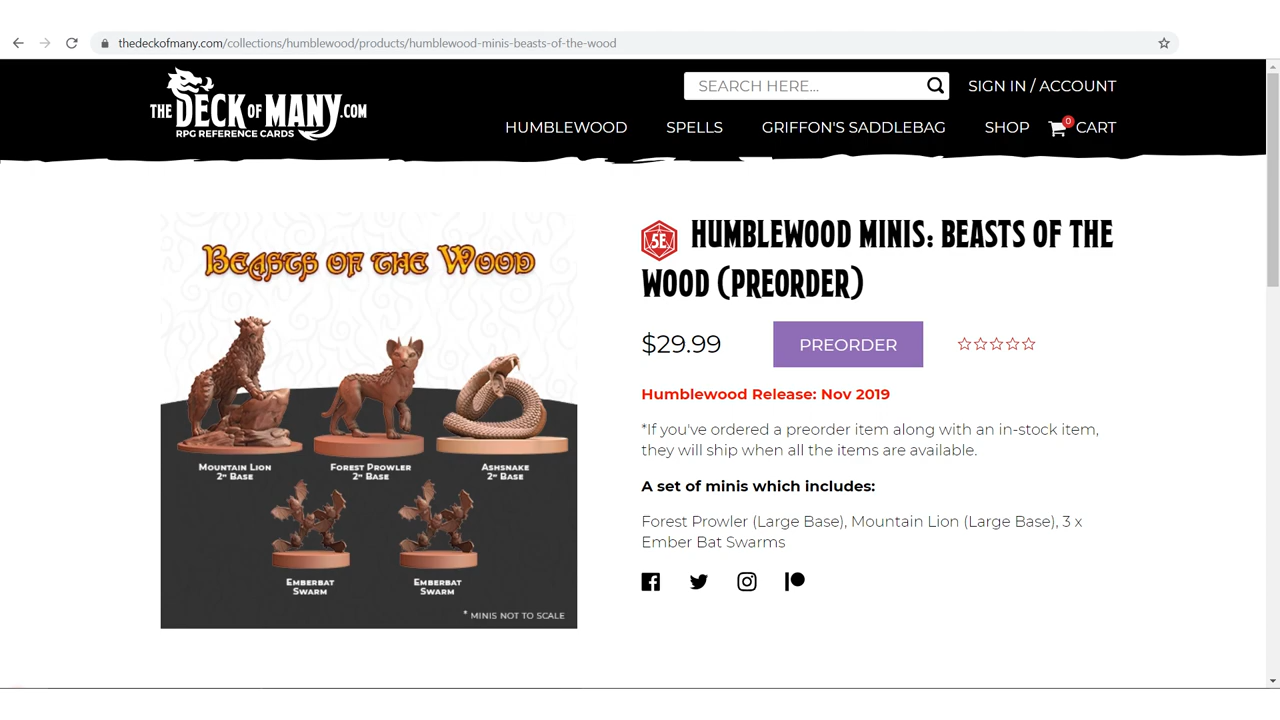 thedeckofmany.com/collections/humblewood/products/humblewood-minis-beasts-of-the-wood
THE DECK OF MANY.COM
RPG REFERENCE CARDS
SEARCH HERE...
SIGN IN / ACCOUNT
HUMBLEWOOD
SPELLS
GRIFFON'S SADDLEBAG
SHOP
0
CART
BEASTS OF THE WOOD
MOUNTAIN LION
2" BASE
FOREST PROWLER
2" BASE
ASHSNAKE
2" BASE
EMBERBAT
SWARM
EMBERBAT
SWARM
* MINIS NOT TO SCALE
5E
HUMBLEWOOD MINIS: BEASTS OF THE
WOOD (PREORDER)
$29.99
PREORDER
Humblewood Release: Nov 2019
*If you've ordered a preorder item along with an in-stock item,
they will ship when all the items are available.
A set of minis which includes:
Forest Prowler (Large Base), Mountain Lion (Large Base), 3 x
Ember Bat Swarms